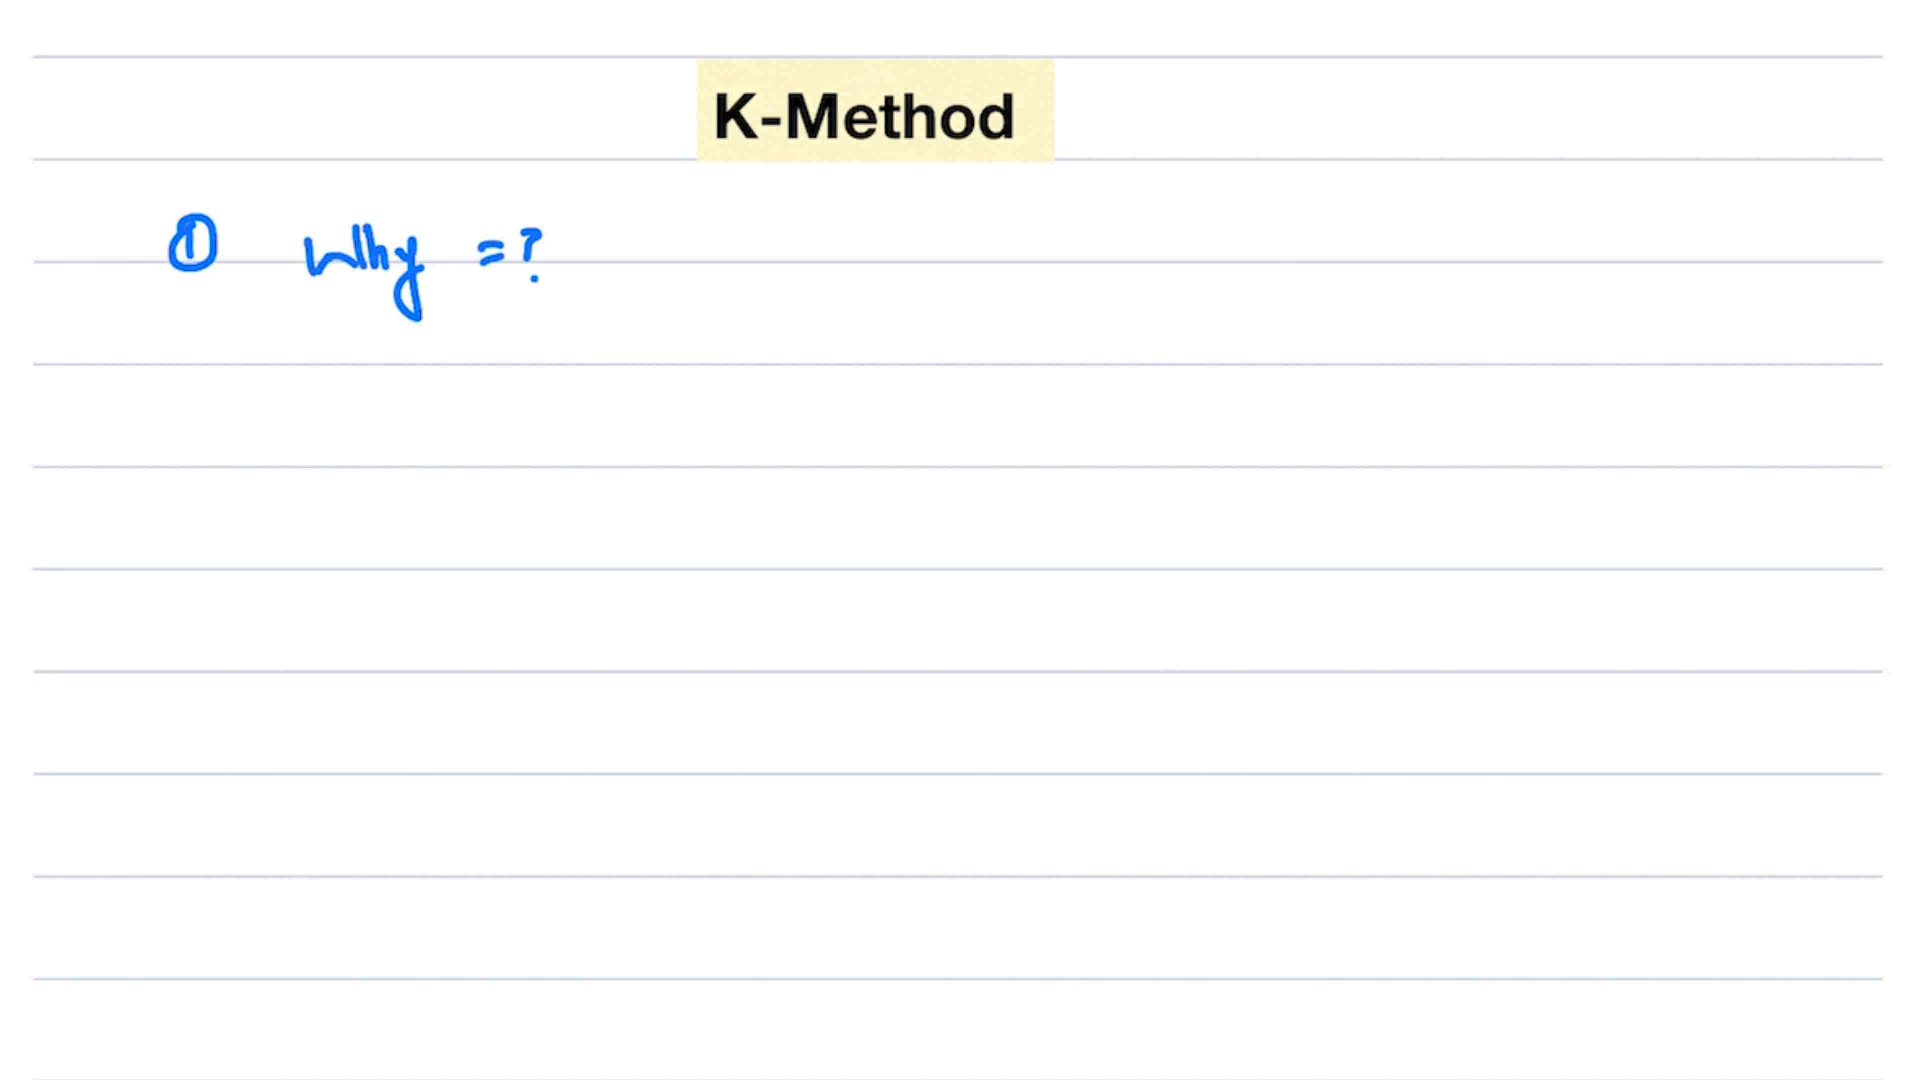 K-Method
① Why =?